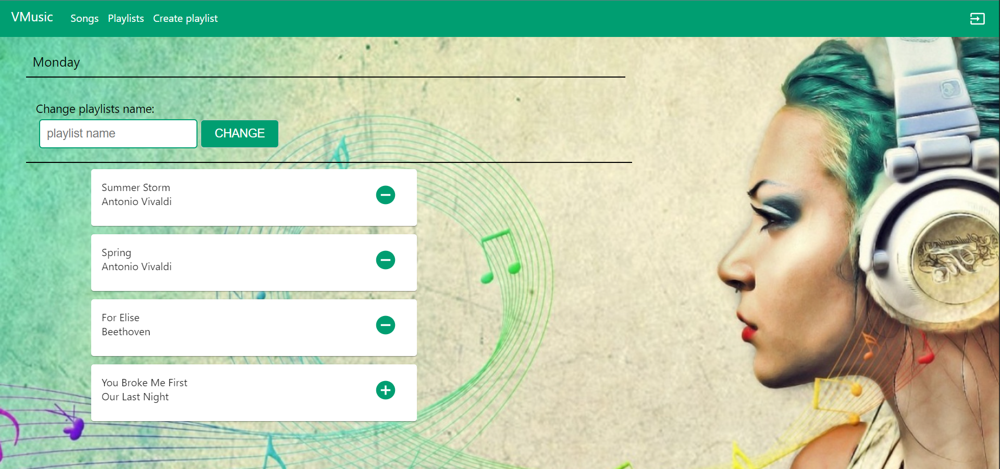 VMusic
Songs
Playlists
Create playlist
Monday
Change playlists name:
playlist name
CHANGE
Summer Storm
Antonio Vivaldi
Spring
Antonio Vivaldi
For Elise
Beethoven
You Broke Me First
Our Last Night